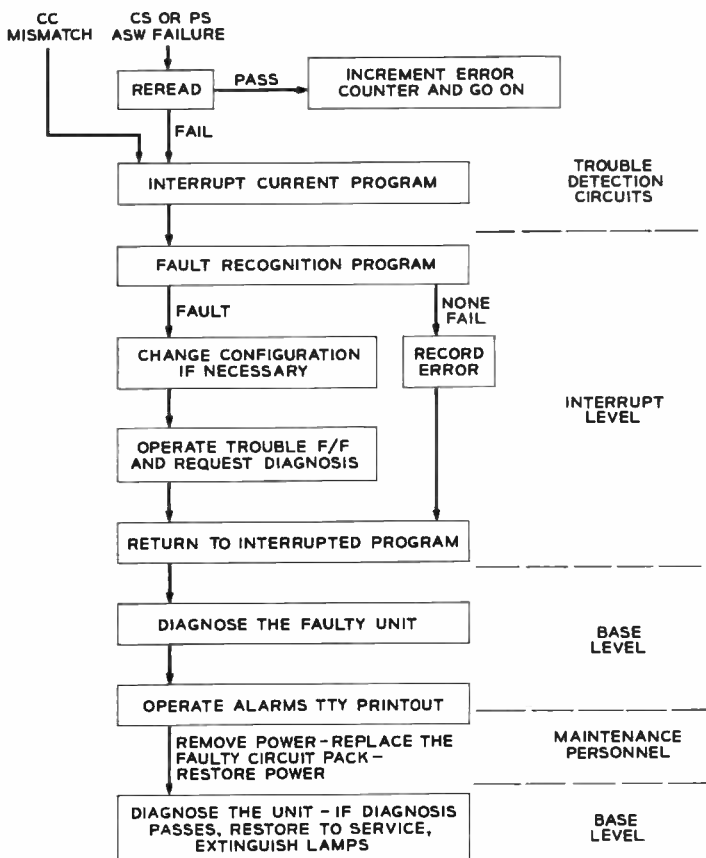 CC
MISMATCH
CS OR PS
ASW FAILURE
REREAD
PASS
INCREMENT ERROR
COUNTER AND GO ON
FAIL
INTERRUPT CURRENT PROGRAM
TROUBLE
DETECTION
CIRCUITS
FAULT RECOGNITION PROGRAM
FAULT
NONE
FAIL
CHANGE CONFIGURATION
IF NECESSARY
RECORD
ERROR
INTERRUPT
LEVEL
OPERATE TROUBLE F/F
AND REQUEST DIAGNOSIS
RETURN TO INTERRUPTED PROGRAM
DIAGNOSE THE FAULTY UNIT
BASE
LEVEL
OPERATE ALARMS TTY PRINTOUT
REMOVE POWER-REPLACE THE
FAULTY CIRCUIT PACK-
RESTORE POWER
MAINTENANCE
PERSONNEL
DIAGNOSE THE UNIT - IF DIAGNOSIS
PASSES, RESTORE TO SERVICE,
EXTINGUISH LAMPS
BASE
LEVEL